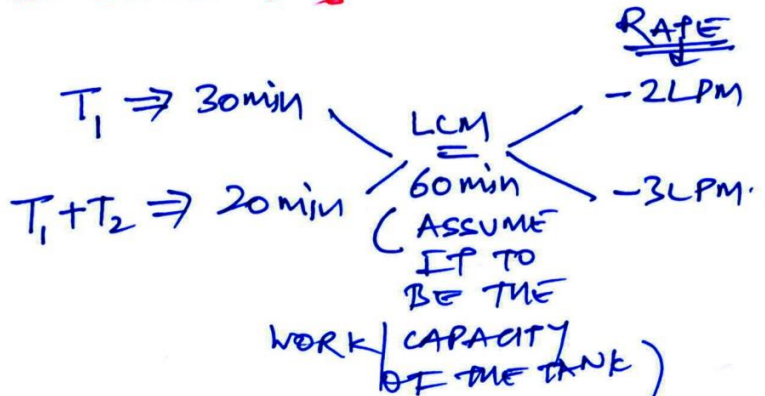 RATE
T₁ ⇒ 30min
LCM
- 2LPM
T₁+T₂ ⇒ 20min
60min
- 3LPM.
( ASSUME
IT TO
BE THE
WORK/ CAPACITY
OF THE TANK )